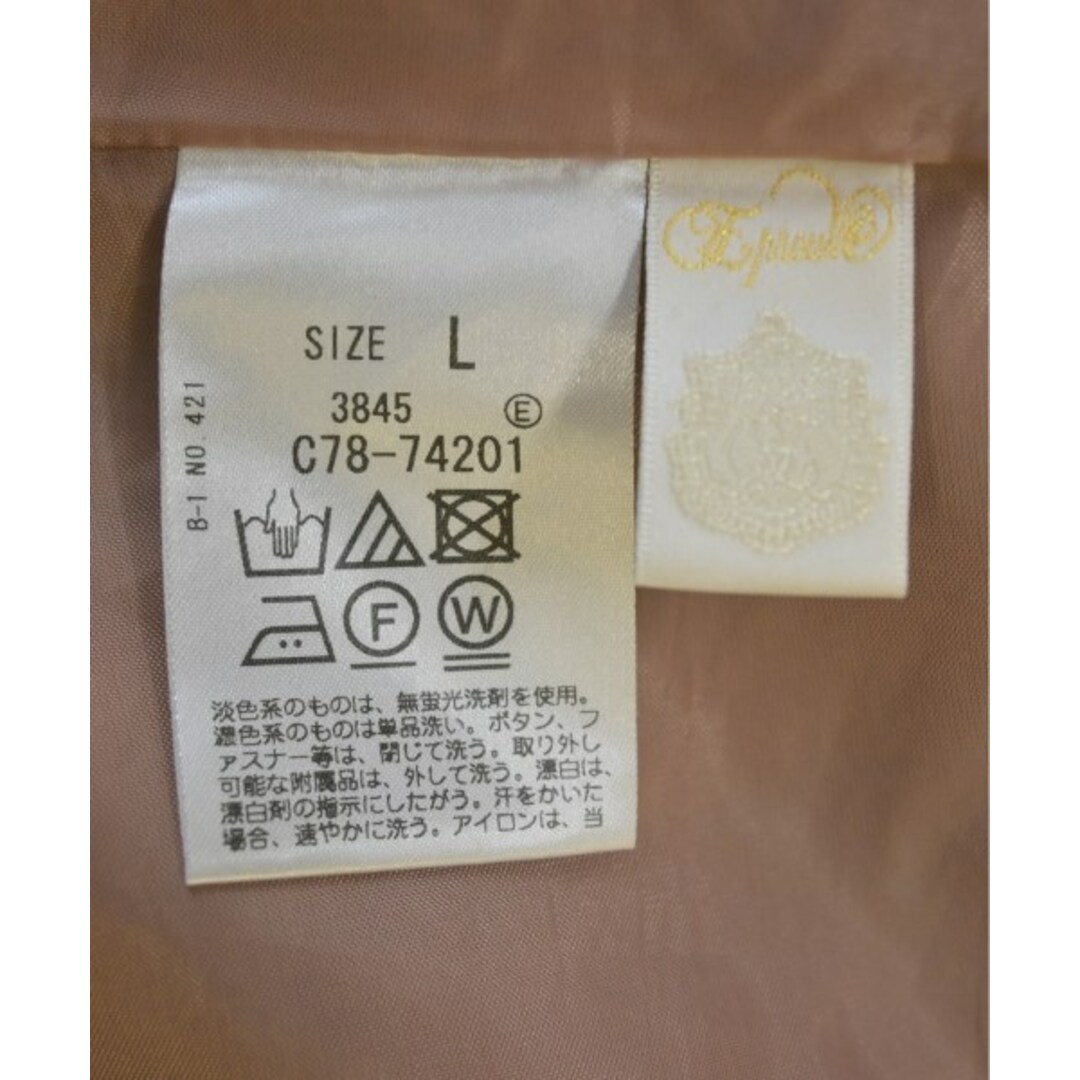 SIZE L
3845 Ⓔ
C78-74201
B-1 NO.421
F W
淡色系のものは、無蛍光洗剤を使用。
濃色系のものは単品洗い。ボタン、フ
ァスナー等は、閉じて洗う。取り外し
可能な附属品は、外して洗う。漂白は、
漂白剤の指示にしたがう。汗をかいた
場合、速やかに洗う。アイロンは、当